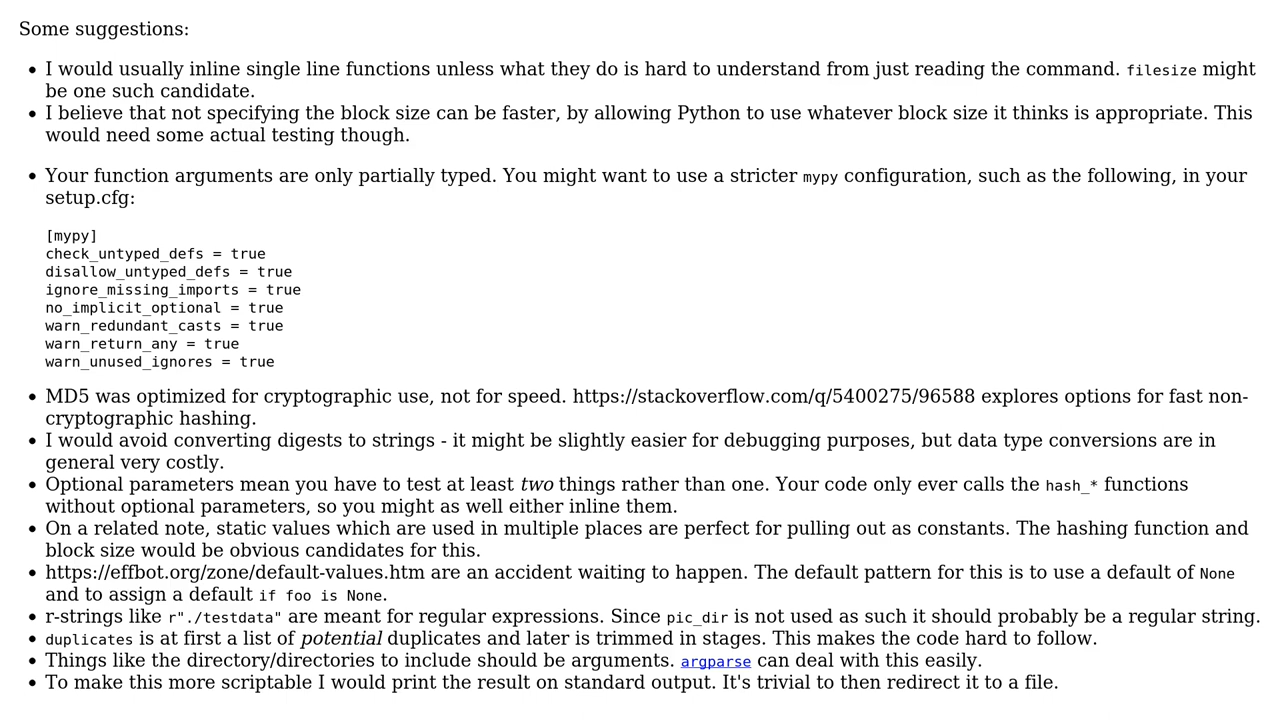 Some suggestions:
• I would usually inline single line functions unless what they do is hard to understand from just reading the command. filesize might
be one such candidate.
• I believe that not specifying the block size can be faster, by allowing Python to use whatever block size it thinks is appropriate. This
would need some actual testing though.
• Your function arguments are only partially typed. You might want to use a stricter mypy configuration, such as the following, in your
setup.cfg:
[mypy]
check_untyped_defs = true
disallow_untyped_defs = true
ignore_missing_imports = true
no_implicit_optional = true
warn_redundant_casts = true
warn_return_any = true
warn_unused_ignores = true
• MD5 was optimized for cryptographic use, not for speed. https://stackoverflow.com/q/5400275/96588 explores options for fast non-
cryptographic hashing.
• I would avoid converting digests to strings - it might be slightly easier for debugging purposes, but data type conversions are in
general very costly.
• Optional parameters mean you have to test at least two things rather than one. Your code only ever calls the hash_* functions
without optional parameters, so you might as well either inline them.
• On a related note, static values which are used in multiple places are perfect for pulling out as constants. The hashing function and
block size would be obvious candidates for this.
• https://effbot.org/zone/default-values.htm are an accident waiting to happen. The default pattern for this is to use a default of None
and to assign a default if foo is None.
• r-strings like r"./testdata" are meant for regular expressions. Since pic_dir is not used as such it should probably be a regular string.
• duplicates is at first a list of potential duplicates and later is trimmed in stages. This makes the code hard to follow.
• Things like the directory/directories to include should be arguments. argparse can deal with this easily.
• To make this more scriptable I would print the result on standard output. It's trivial to then redirect it to a file.